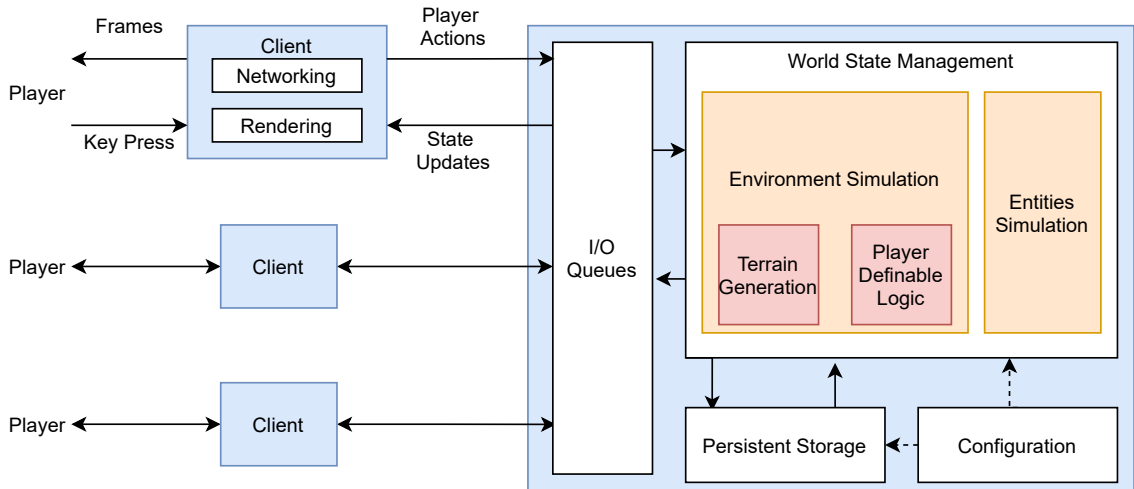 Frames
Client
Player
Actions
Networking
Player
Rendering
Key Press
State
Updates
World State Management
Environment Simulation
Entities
Simulation
Terrain
Generation
Player
Definable
Logic
I/O
Queues
Player
Client
Player
Client
Persistent Storage
Configuration